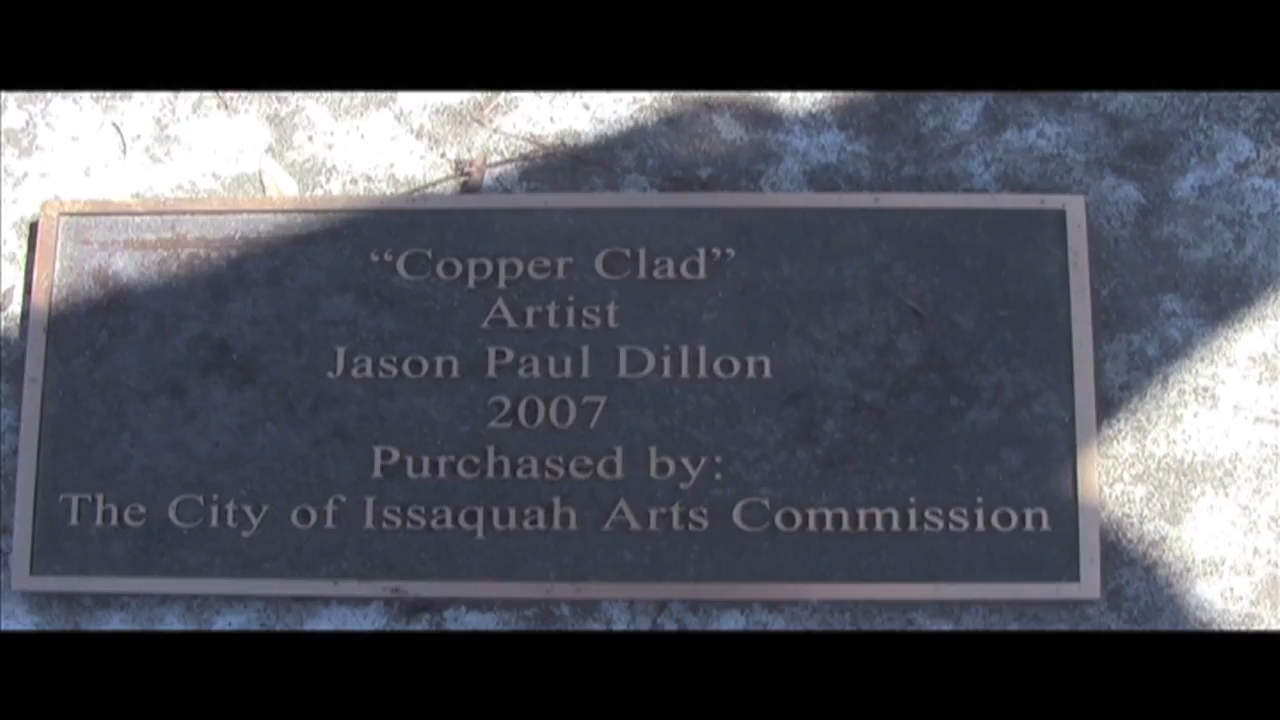 “Copper Clad”
Artist
Jason Paul Dillon
2007
Purchased by:
The City of Issaquah Arts Commission